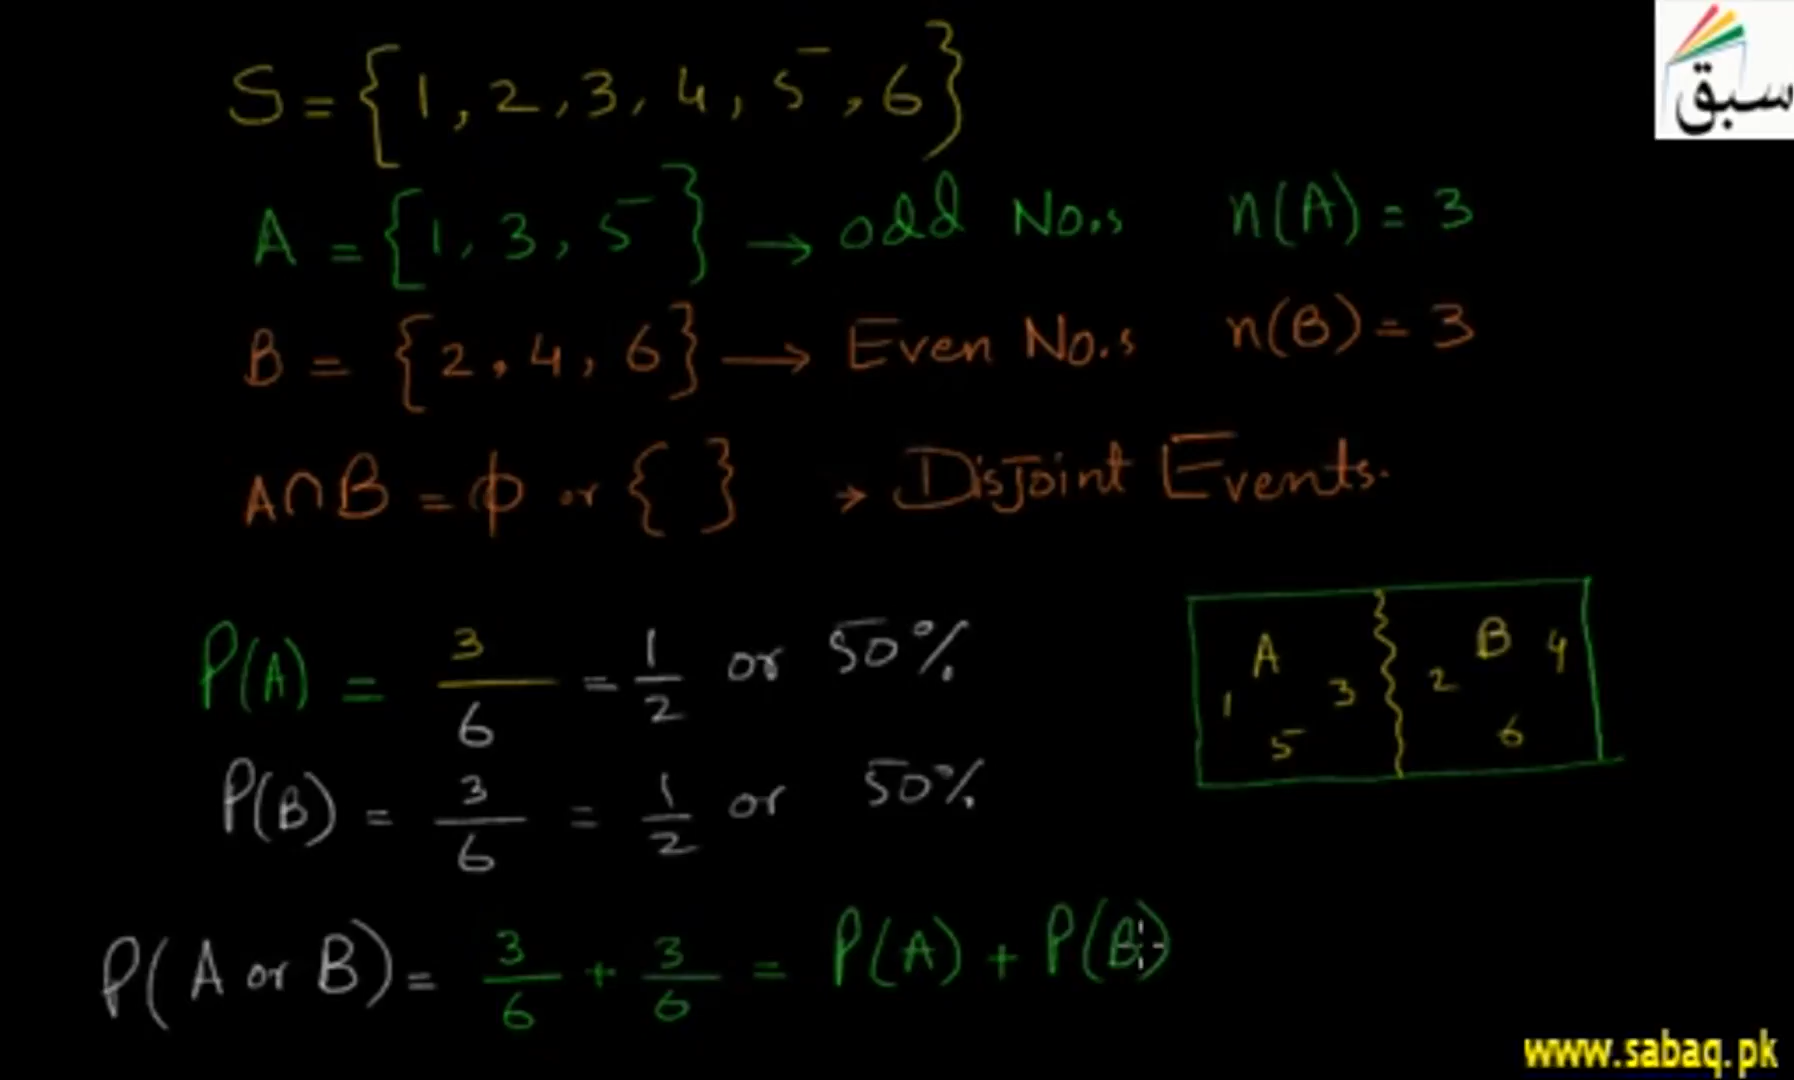 سبق
S = {1, 2, 3, 4, 5, 6}
A = {1, 3, 5} → odd No.s n(A) = 3
B = {2, 4, 6} → Even No.s n(B) = 3
A∩B = ϕ or { } → Disjoint Events.
P(A) = 3/6 = 1/2 or 50%
A B 4
1 3 2
5 6
P(B) = 3/6 = 1/2 or 50%
P(A or B) = 3/6 + 3/6 = P(A) + P(B)
www.sabaq.pk